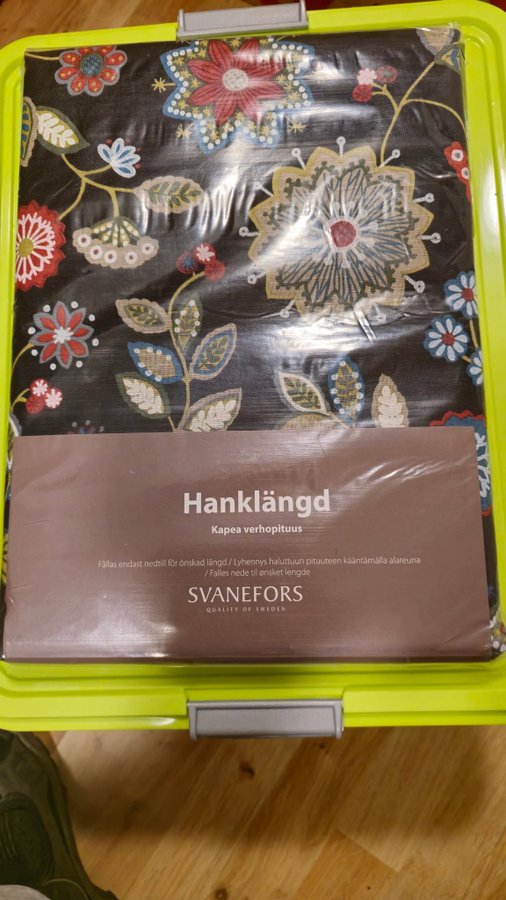 Hanklängd
Kapea verhopituus
Fållas endast nedtill för önskad längd / Lyhennys haluttuun pituuteen kääntämällä alareuna
/ Falles nede til ønsket lengde
SVANEFORS
QUALITY OF SWEDEN